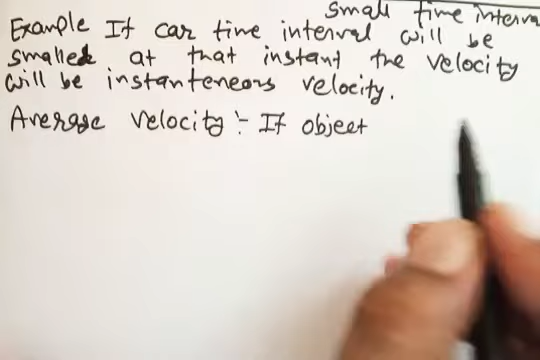 small time interva
Example If car time interval will be
smalled at that instant the velocity
will be instanteneors velocity.
Average velocity :- If object